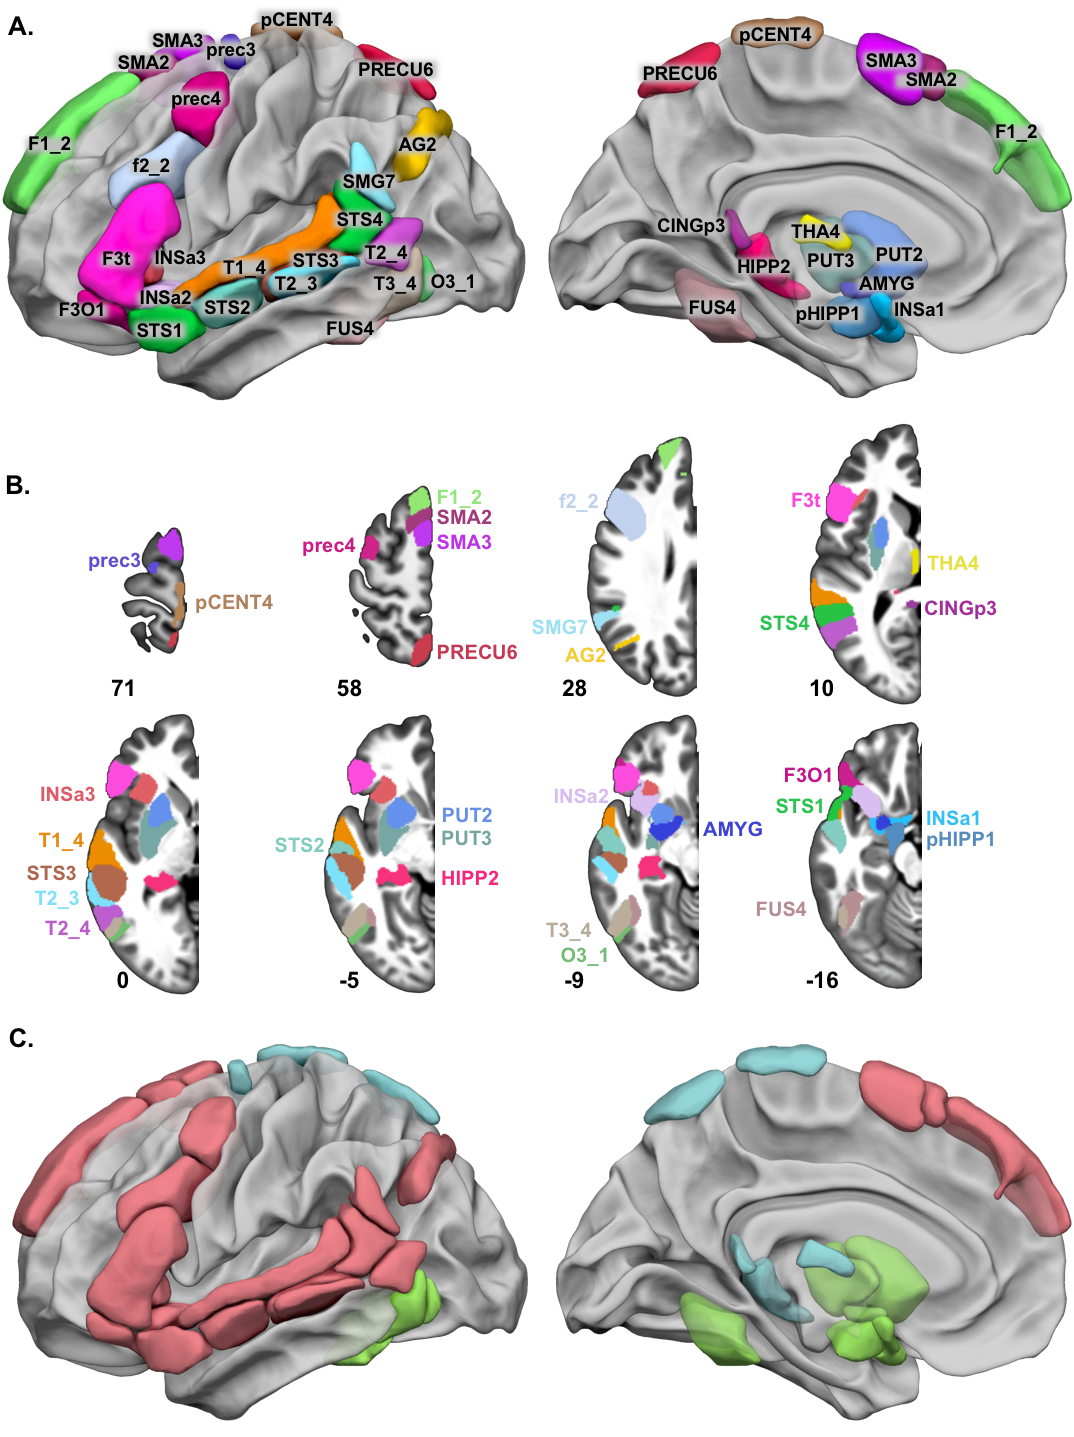 A.
pCENT4
SMA3
prec3
SMA2
PRECU6
prec4
F1_2
AG2
f2_2
SMG7
STS4
F3t
INSa3
T1_4
STS3
T2_4
T2_3
T3_4
O3_1
INSa2
F3O1
STS2
STS1
FUS4
pCENT4
SMA3
PRECU6
SMA2
F1_2
CINGp3
THA4
HIPP2
PUT3
PUT2
AMYG
FUS4
pHIPP1
INSa1
B.
prec3
pCENT4
71
F1_2
SMA2
SMA3
prec4
PRECU6
58
f2_2
SMG7
AG2
28
F3t
THA4
CINGp3
STS4
10
INSa3
T1_4
STS3
T2_3
T2_4
0
PUT2
PUT3
STS2
HIPP2
-5
INSa2
AMYG
T3_4
O3_1
-9
F3O1
STS1
INSa1
pHIPP1
FUS4
-16
C.